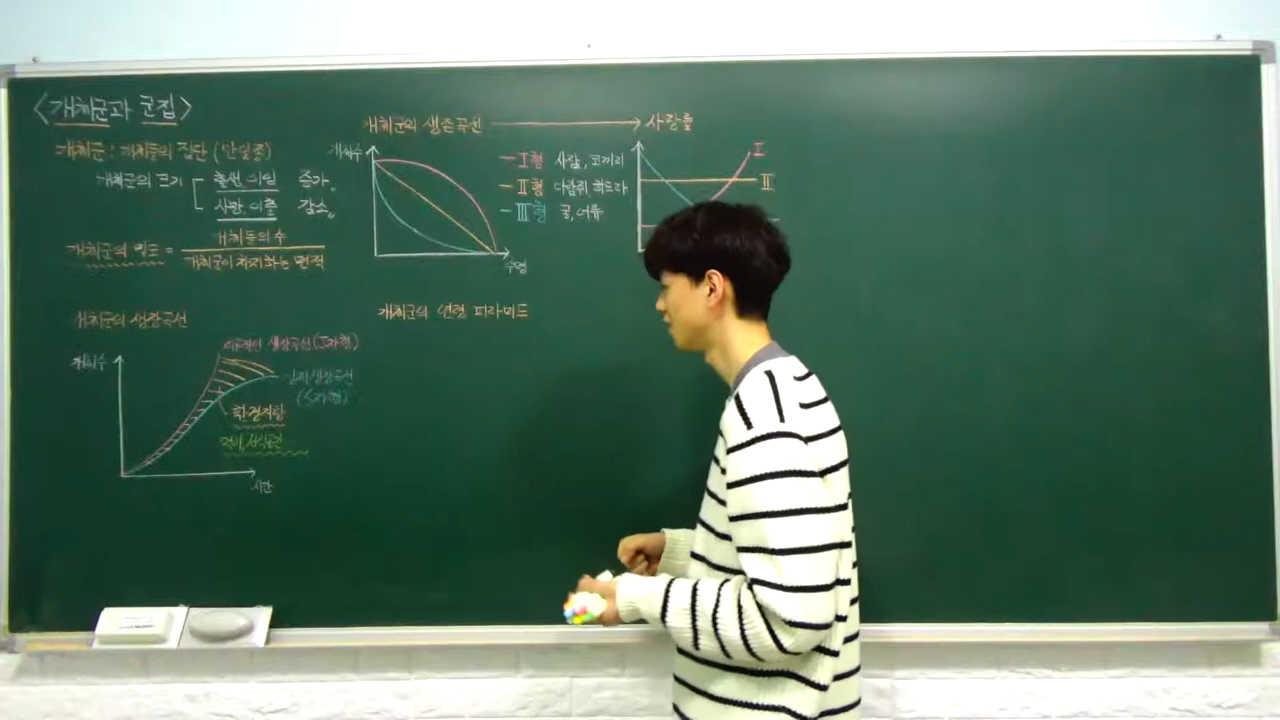 <개체군과 군집>
개체군 : 개체들의 집단 (단일종)
개체군의 크기
출생, 이입 증가
사망, 이출 감소
개체군의 밀도 = 개체들의 수
개체군이 차지하는 면적
개체군의 생장곡선
개체수
이론적인 생장곡선 (J자형)
실제 생장곡선
(S자형)
환경저항
먹이, 서식공간
시간
개체군의 생존곡선
사망률
개체수
수명
Ⅰ형 사람, 코끼리
Ⅱ형 다람쥐 히드라
Ⅲ형 굴, 어류
Ⅰ
Ⅱ
개체군의 연령 피라미드